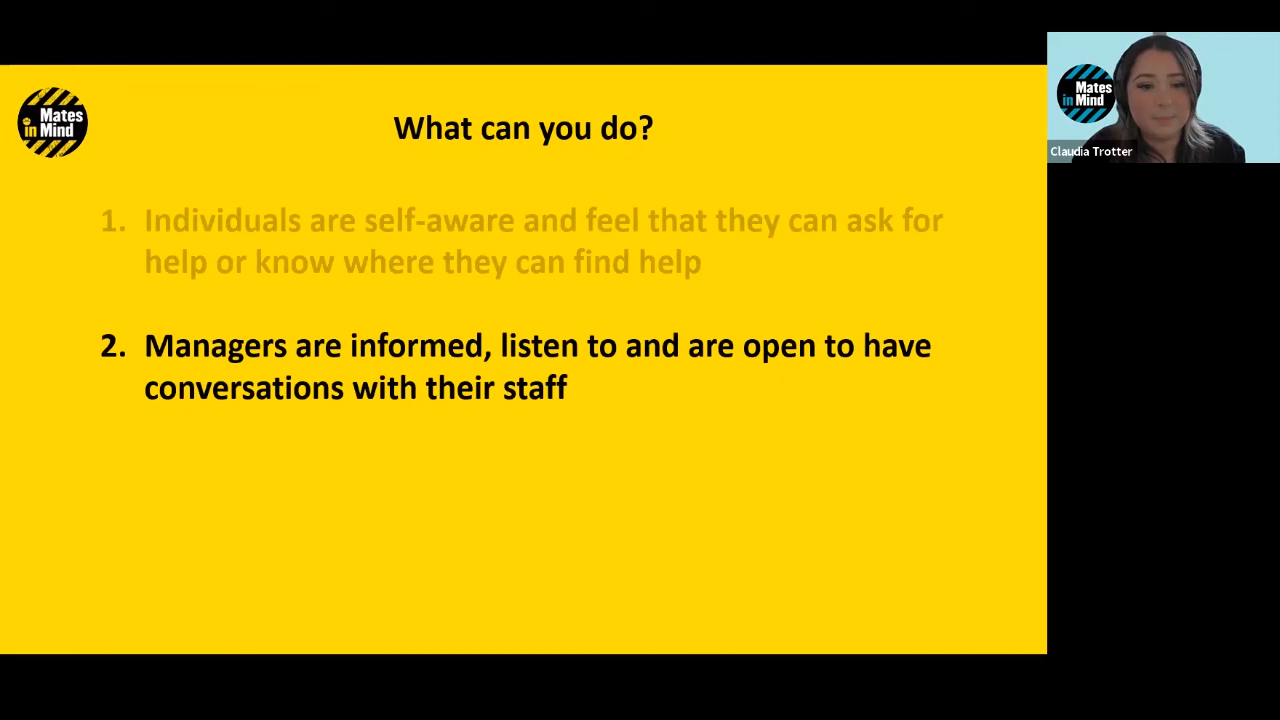 Mates
in Mind
What can you do?
1. Individuals are self-aware and feel that they can ask for
help or know where they can find help
2. Managers are informed, listen to and are open to have
conversations with their staff
Mates
in Mind
Claudia Trotter